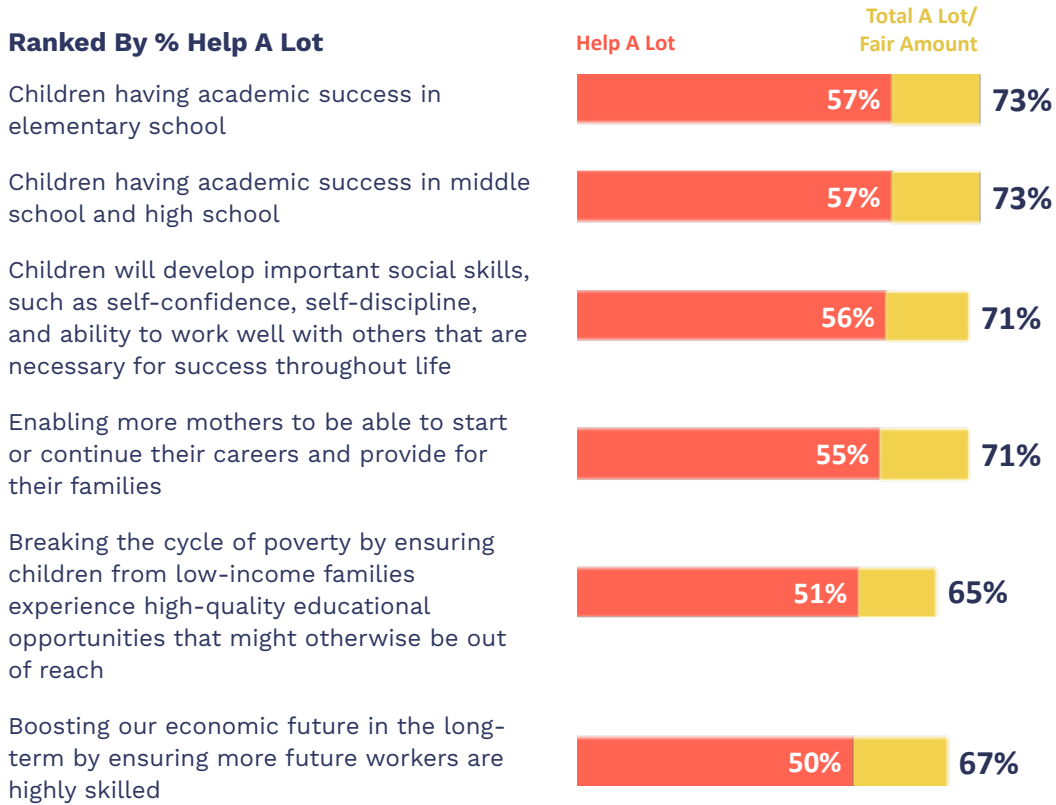 Total A Lot/
Ranked By % Help A Lot
Help A Lot
Fair Amount
Children having academic success in
elementary school
57%
73%
Children having academic success in middle
school and high school
57%
73%
Children will develop important social skills,
such as self-confidence, self-discipline,
and ability to work well with others that are
necessary for success throughout life
56%
71%
Enabling more mothers to be able to start
or continue their careers and provide for
their families
55%
71%
Breaking the cycle of poverty by ensuring
children from low-income families
experience high-quality educational
opportunities that might otherwise be out
of reach
51%
65%
Boosting our economic future in the long-
term by ensuring more future workers are
highly skilled
50%
67%